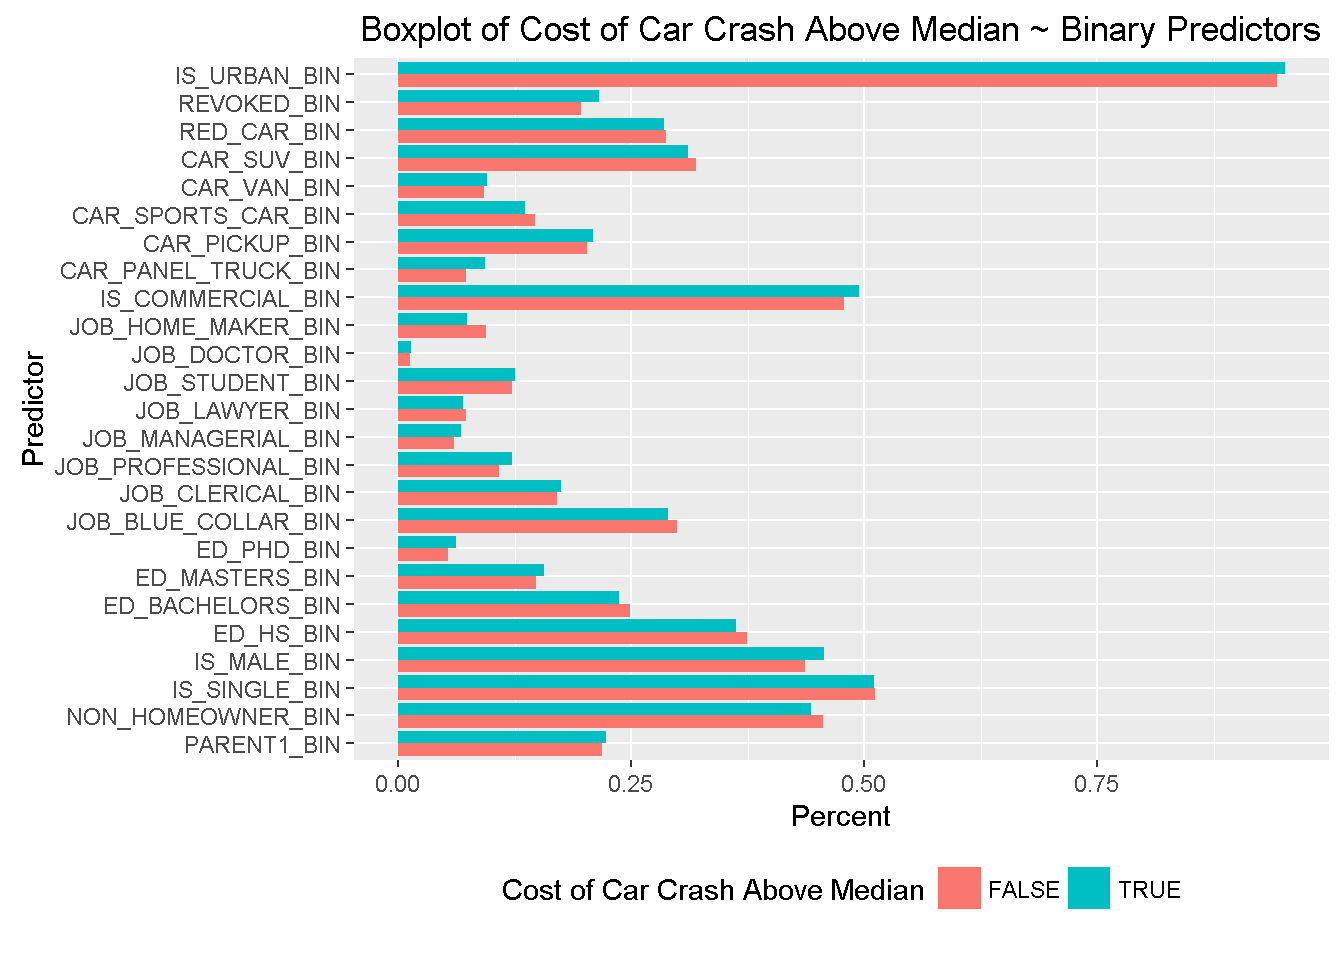 Boxplot of Cost of Car Crash Above Median ~ Binary Predictors
IS_URBAN_BIN
REVOKED_BIN
RED_CAR_BIN
CAR_SUV_BIN
CAR_VAN_BIN
CAR_SPORTS_CAR_BIN
CAR_PICKUP_BIN
CAR_PANEL_TRUCK_BIN
IS_COMMERCIAL_BIN
JOB_HOME_MAKER_BIN
JOB_DOCTOR_BIN
JOB_STUDENT_BIN
JOB_LAWYER_BIN
JOB_MANAGERIAL_BIN
JOB_PROFESSIONAL_BIN
JOB_CLERICAL_BIN
JOB_BLUE_COLLAR_BIN
ED_PHD_BIN
ED_MASTERS_BIN
ED_BACHELORS_BIN
ED_HS_BIN
IS_MALE_BIN
IS_SINGLE_BIN
NON_HOMEOWNER_BIN
PARENT1_BIN
Predictor
0.00 0.25 0.50 0.75
Percent
Cost of Car Crash Above Median FALSE TRUE